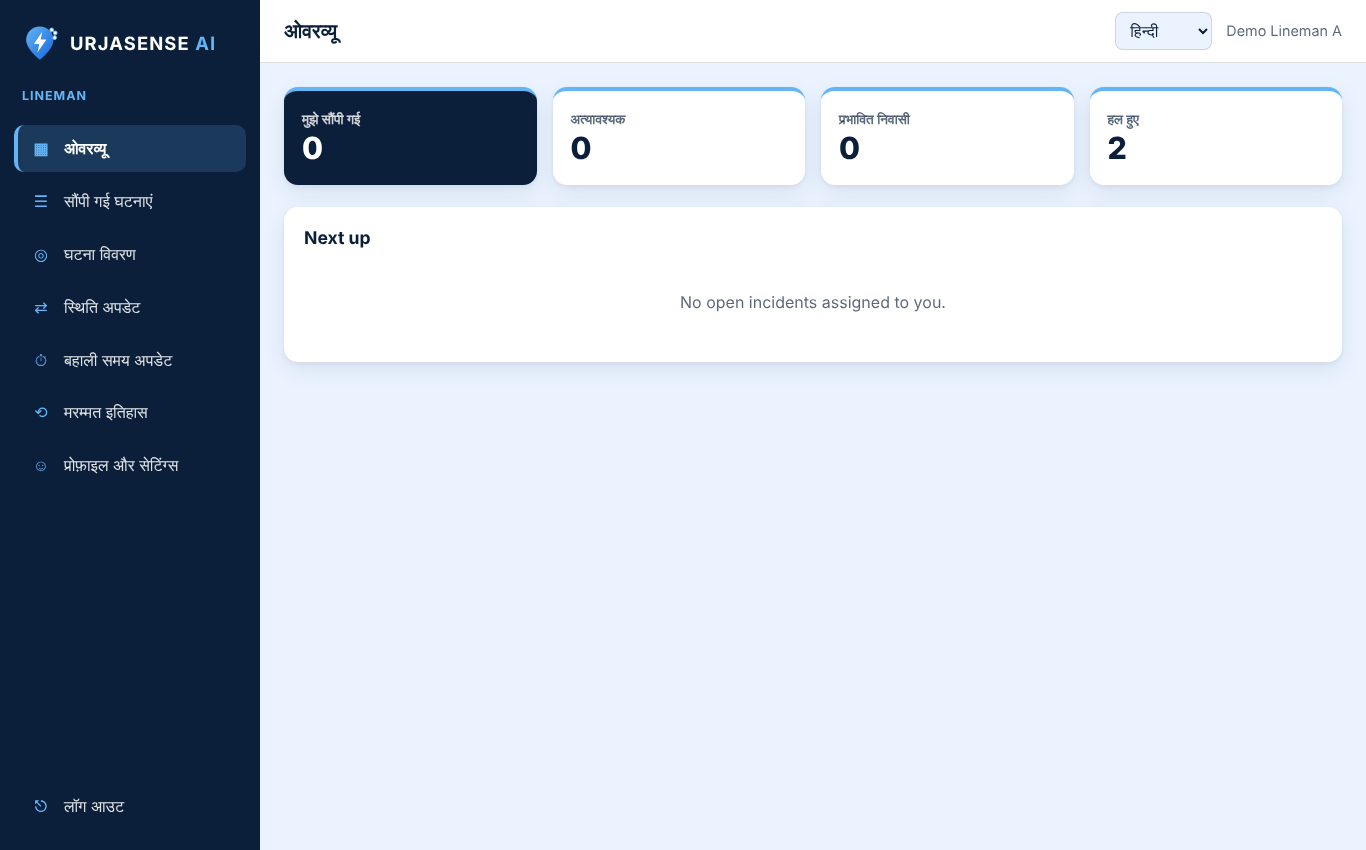 URJASENSE AI
LINEMAN
ओवरव्यू
सौंपी गई घटनाएं
घटना विवरण
स्थिति अपडेट
बहाली समय अपडेट
मरम्मत इतिहास
प्रोफ़ाइल और सेटिंग्स
लॉग आउट
ओवरव्यू
हिन्दी
Demo Lineman A
मुझे सौंपी गई
0
अत्यावश्यक
0
प्रभावित निवासी
0
हल हुए
2
Next up
No open incidents assigned to you.